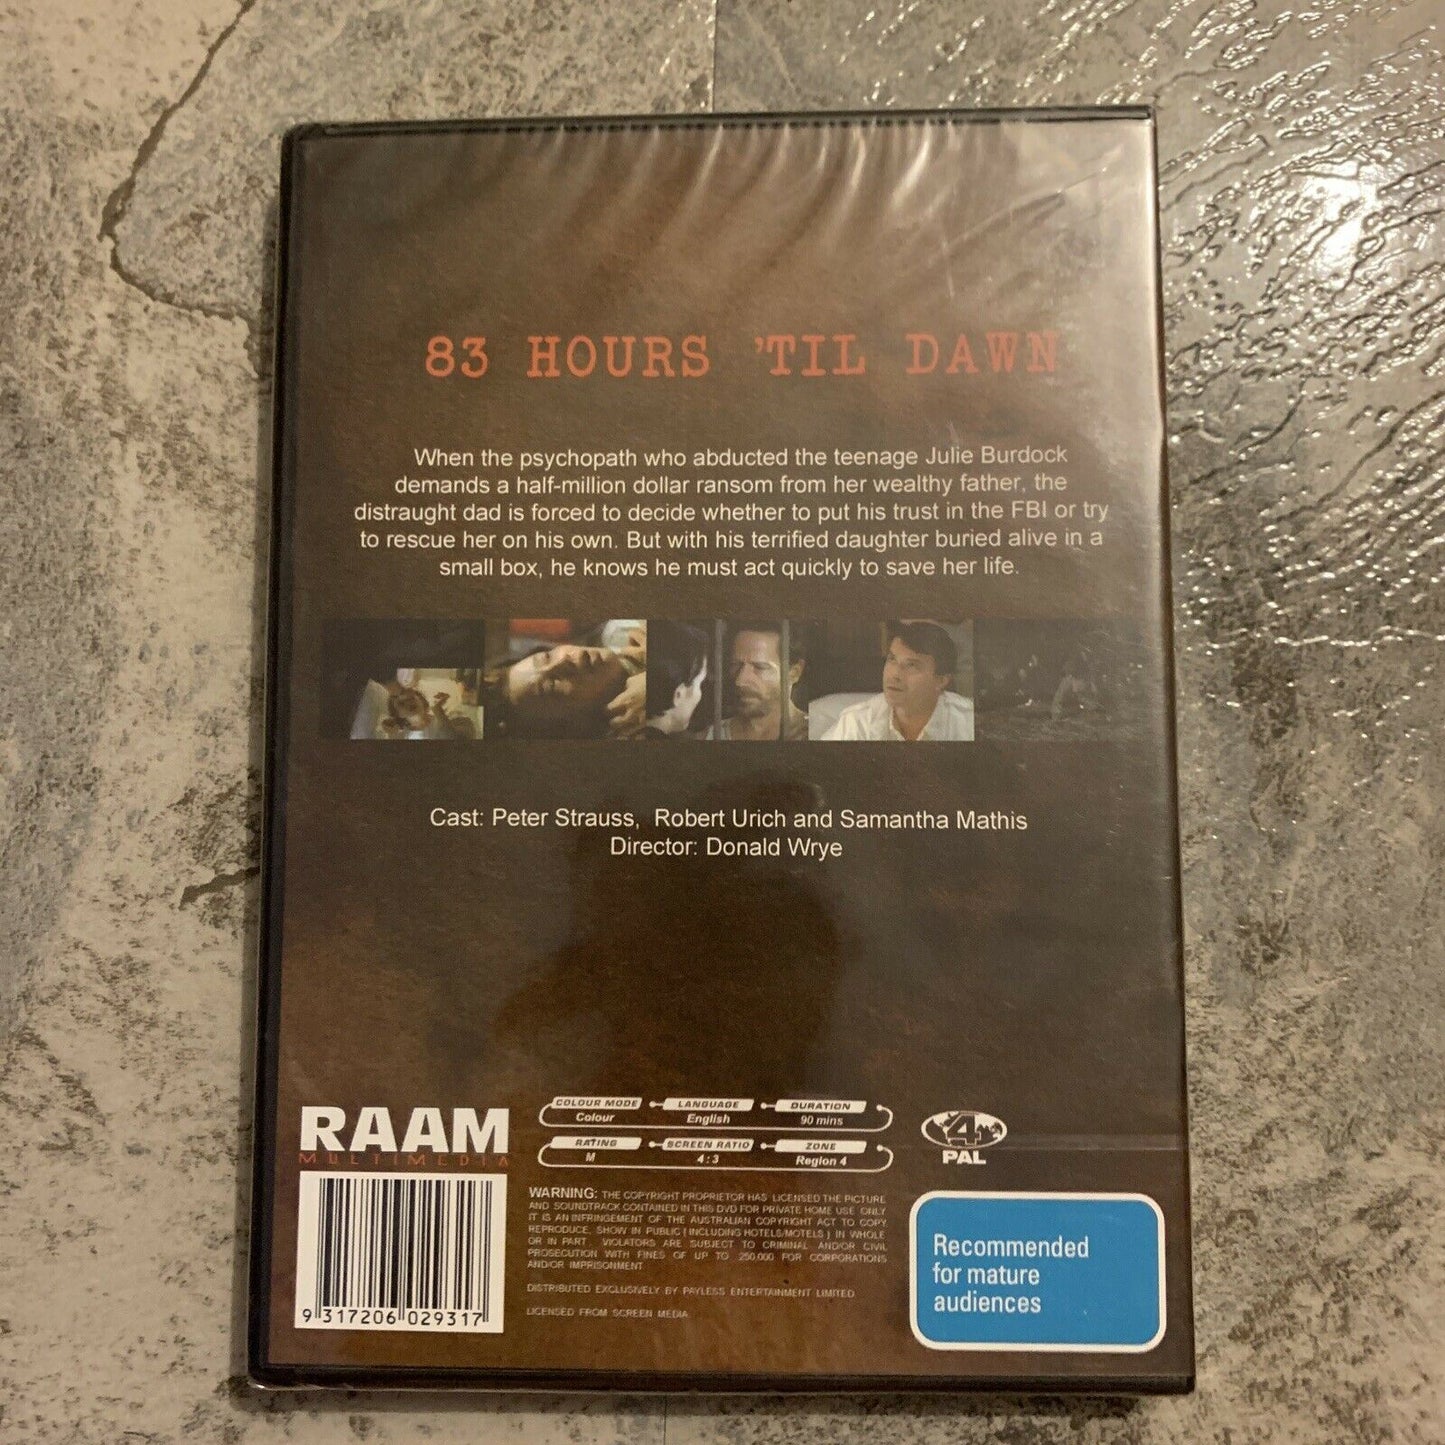 83 HOURS 'TIL DAWN
When the psychopath who abducted the teenage Julie Burdock
demands a half-million dollar ransom from her wealthy father, the
distraught dad is forced to decide whether to put his trust in the FBI or try
to rescue her on his own. But with his terrified daughter buried alive in a
small box, he knows he must act quickly to save her life.
Cast: Peter Strauss,  Robert Urich and Samantha Mathis
Director: Donald Wrye
RAAM
MULTIMEDIA
COLOUR MODE LANGUAGE DURATION
Colour English 90 mins
RATING SCREEN RATIO ZONE
M 4:3 Region 4
4
PAL
WARNING: THE COPYRIGHT PROPRIETOR HAS LICENSED THE PICTURE
AND SOUNDTRACK CONTAINED IN THIS DVD FOR PRIVATE HOME USE ONLY
IT IS AN INFRINGEMENT OF THE AUSTRALIAN COPYRIGHT ACT TO COPY
REPRODUCE, SHOW IN PUBLIC ( INCLUDING HOTELS/MOTELS ) IN WHOLE
OR IN PART. VIOLATORS ARE SUBJECT TO CRIMINAL AND/OR CIVIL
PROSECUTION WITH FINES OF UP TO 250,000 FOR CORPORATIONS
AND/OR IMPRISONMENT
DISTRIBUTED EXCLUSIVELY BY PAYLESS ENTERTAINMENT LIMITED
LICENSED FROM SCREEN MEDIA
9 317206 029317
Recommended
for mature
audiences